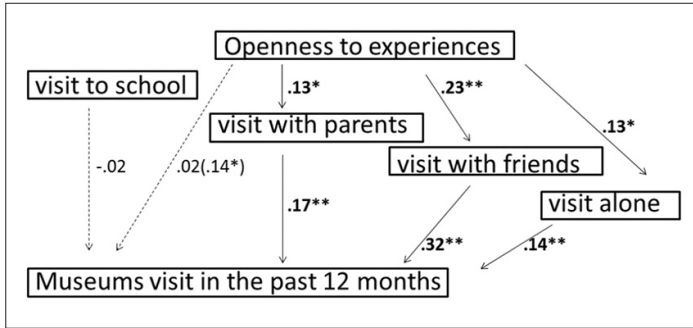 Openness to experiences
visit to school
.13*
.23**
visit with parents
.13*
-.02
.02(.14*)
visit with friends
visit alone
.17**
.32**
.14**
Museums visit in the past 12 months